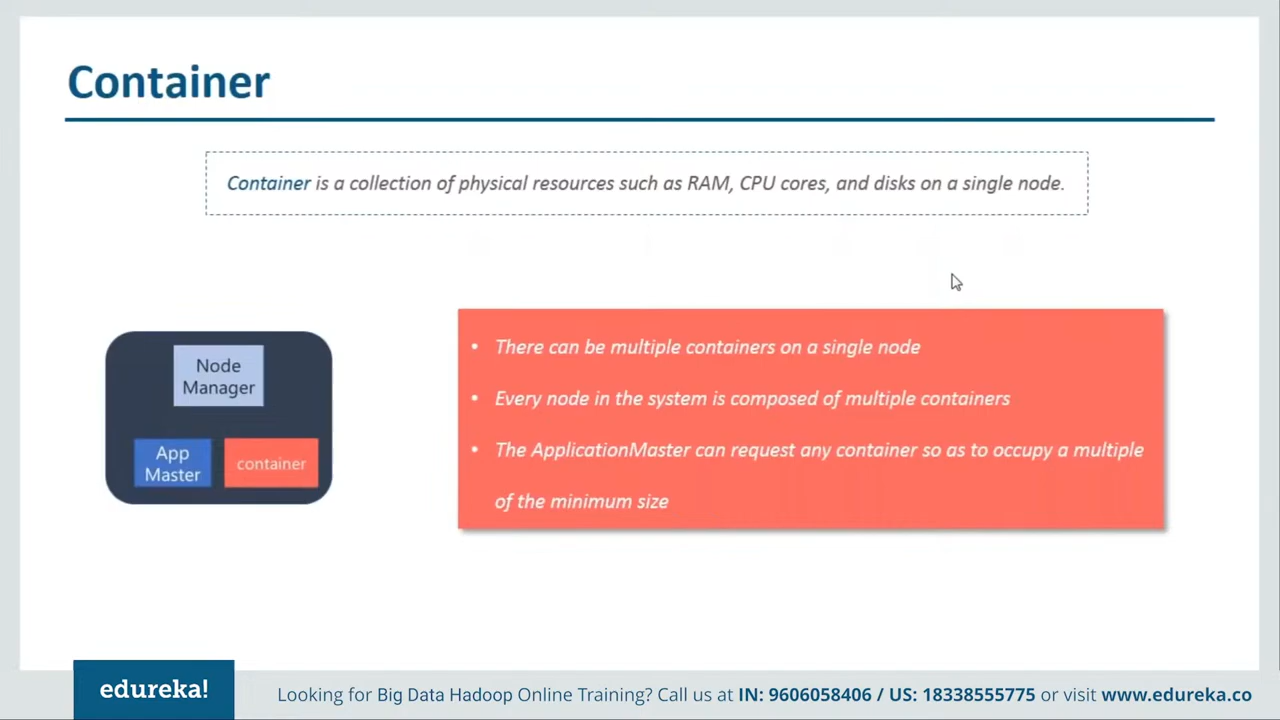 Container
Container is a collection of physical resources such as RAM, CPU cores, and disks on a single node.
Node
Manager
App
Master
container
• There can be multiple containers on a single node
• Every node in the system is composed of multiple containers
• The ApplicationMaster can request any container so as to occupy a multiple
of the minimum size
edureka!
Looking for Big Data Hadoop Online Training? Call us at IN: 9606058406 / US: 18338555775 or visit www.edureka.co